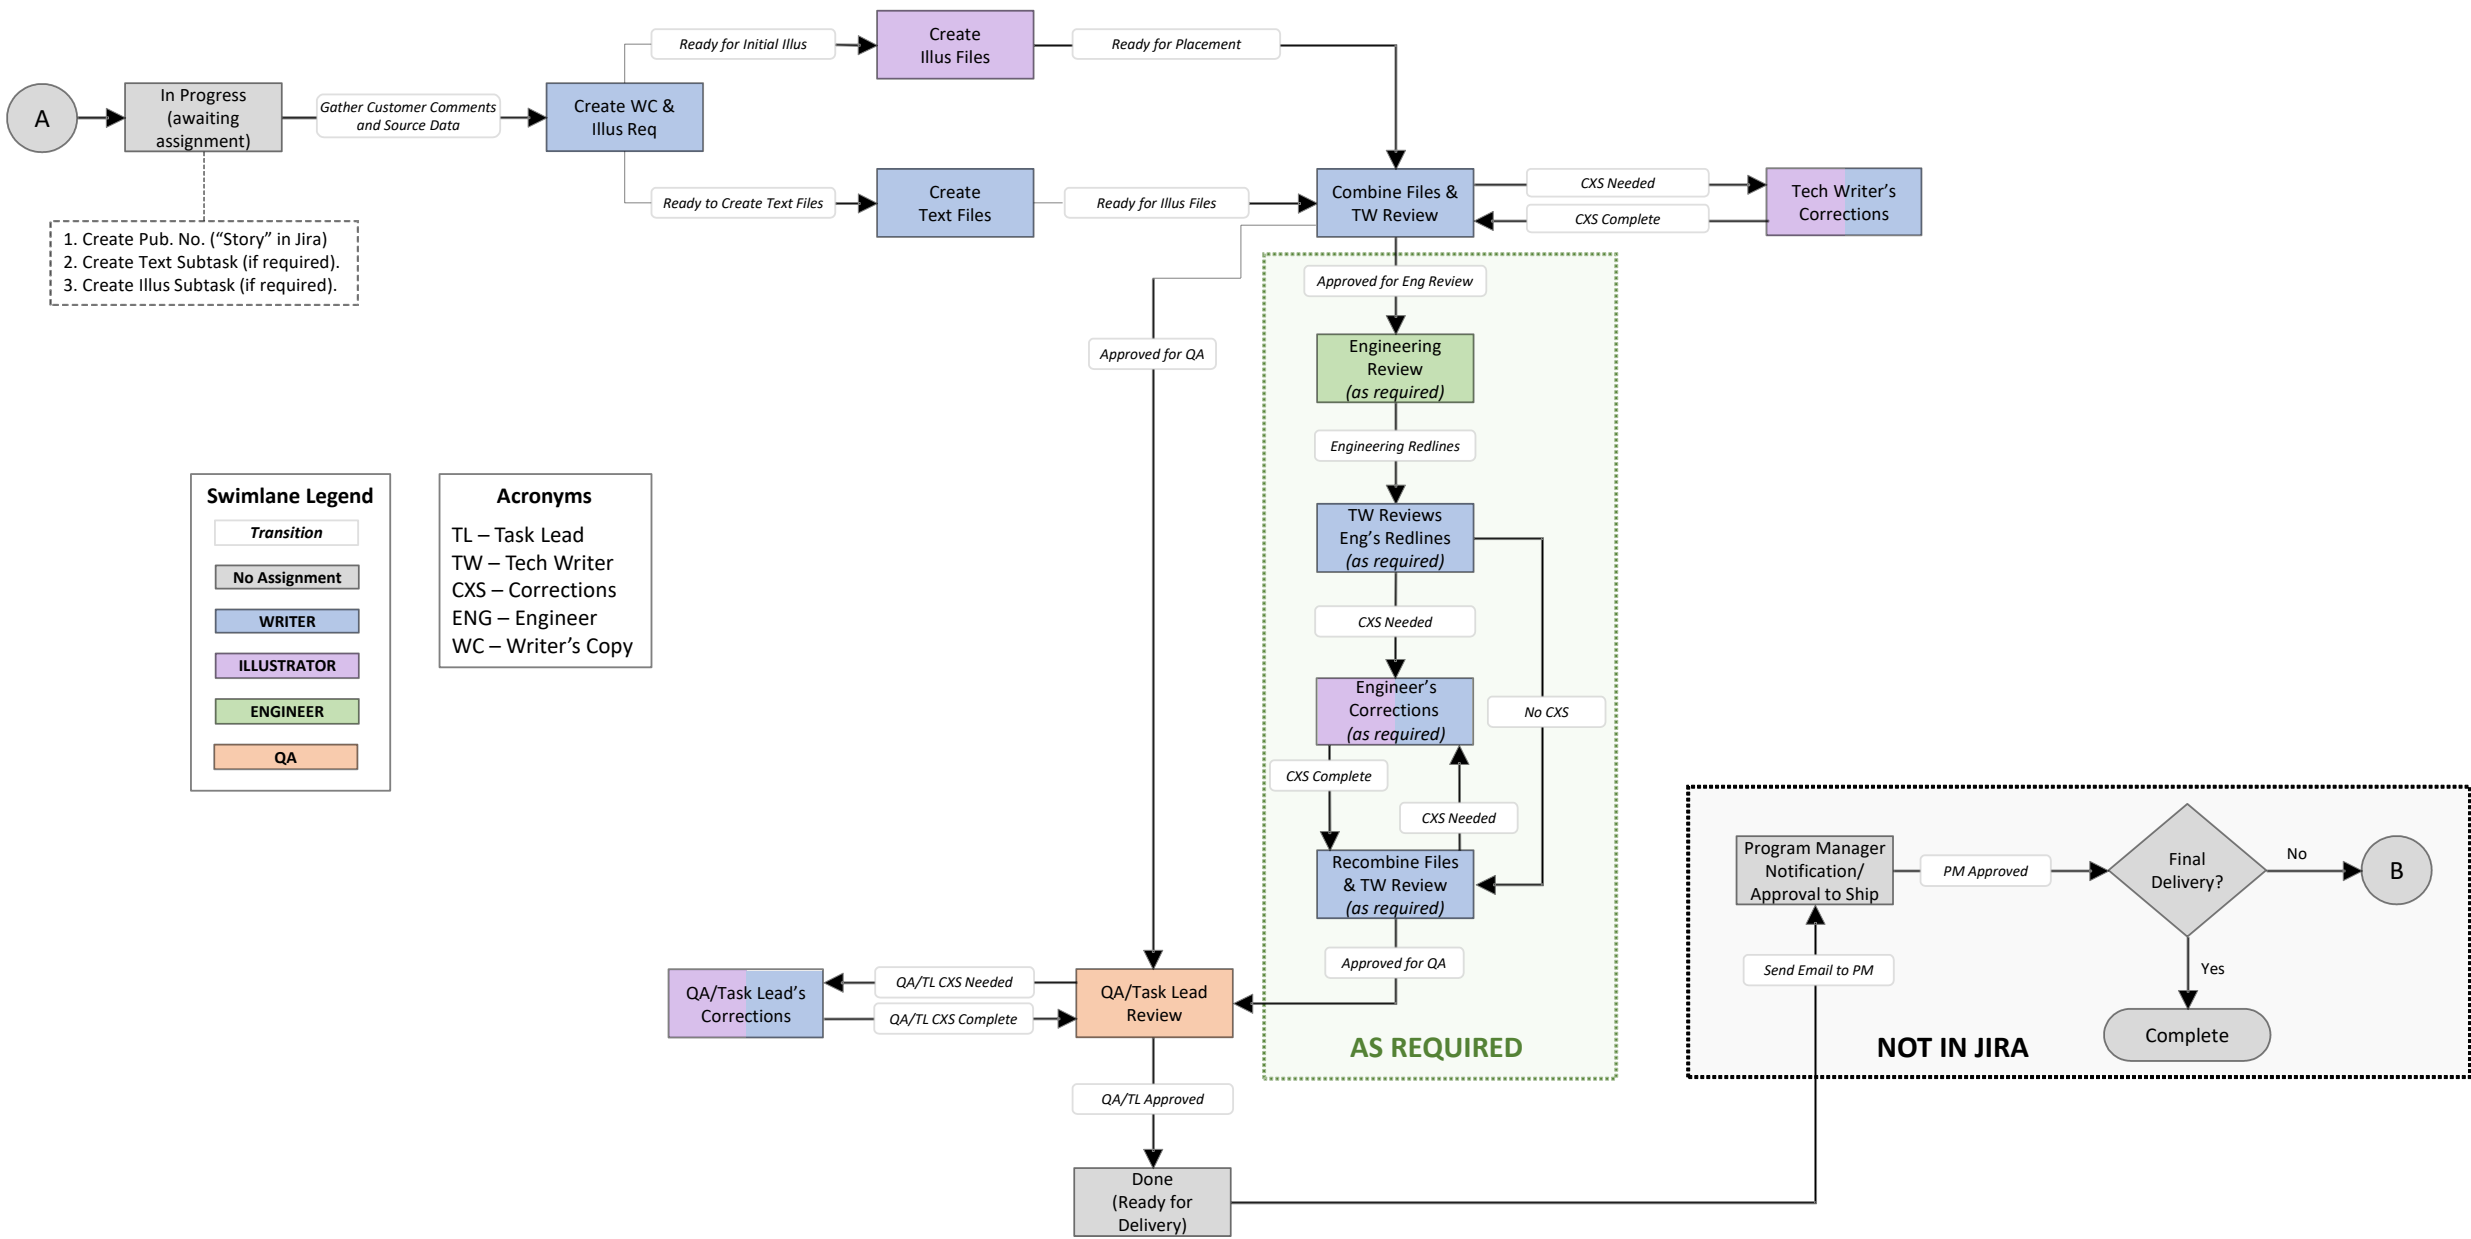 A
In Progress
(awaiting
assignment)
Gather Customer Comments
and Source Data
Create WC &
Illus Req
Ready for Initial Illus
Create
Illus Files
Ready for Placement
Ready to Create Text Files
Create
Text Files
Ready for Illus Files
Combine Files &
TW Review
CXS Needed
CXS Complete
Tech Writer’s
Corrections
1. Create Pub. No. (“Story” in Jira)
2. Create Text Subtask (if required).
3. Create Illus Subtask (if required).
Approved for QA
Approved for Eng Review
Engineering
Review
(as required)
Engineering Redlines
TW Reviews
Eng’s Redlines
(as required)
CXS Needed
Engineer’s
Corrections
(as required)
No CXS
CXS Complete
CXS Needed
Recombine Files
& TW Review
(as required)
Approved for QA
AS REQUIRED
Swimlane Legend
Transition
No Assignment
WRITER
ILLUSTRATOR
ENGINEER
QA
Acronyms
TL – Task Lead
TW – Tech Writer
CXS – Corrections
ENG – Engineer
WC – Writer’s Copy
QA/Task Lead’s
Corrections
QA/TL CXS Needed
QA/TL CXS Complete
QA/Task Lead
Review
QA/TL Approved
Done
(Ready for
Delivery)
Program Manager
Notification/
Approval to Ship
PM Approved
Final
Delivery?
No
B
Yes
Complete
Send Email to PM
NOT IN JIRA